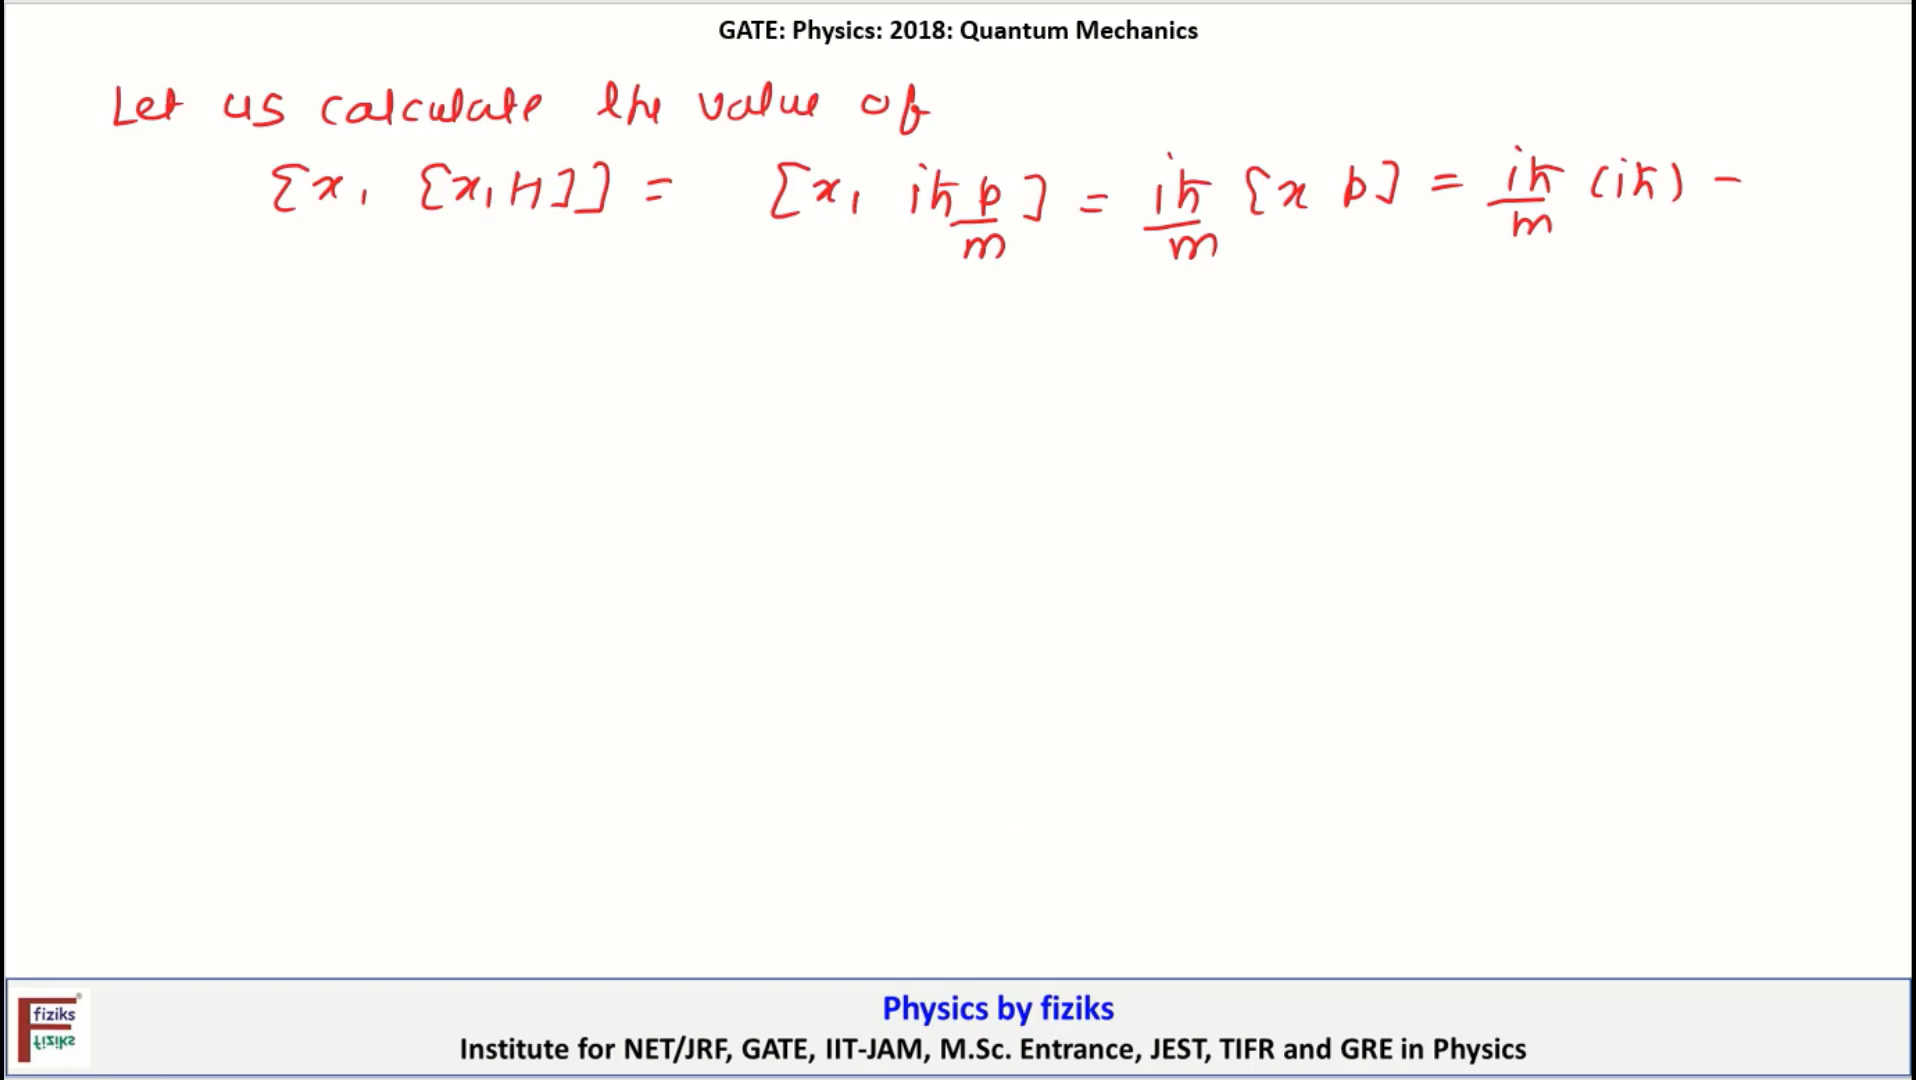 GATE: Physics: 2018: Quantum Mechanics
Let us calculate the value of
[x, [x,H]] = [x, iħ p/m] = iħ/m [x p] = iħ/m (iħ) −
fiziks
fiziks
Physics by fiziks
Institute for NET/JRF, GATE, IIT-JAM, M.Sc. Entrance, JEST, TIFR and GRE in Physics